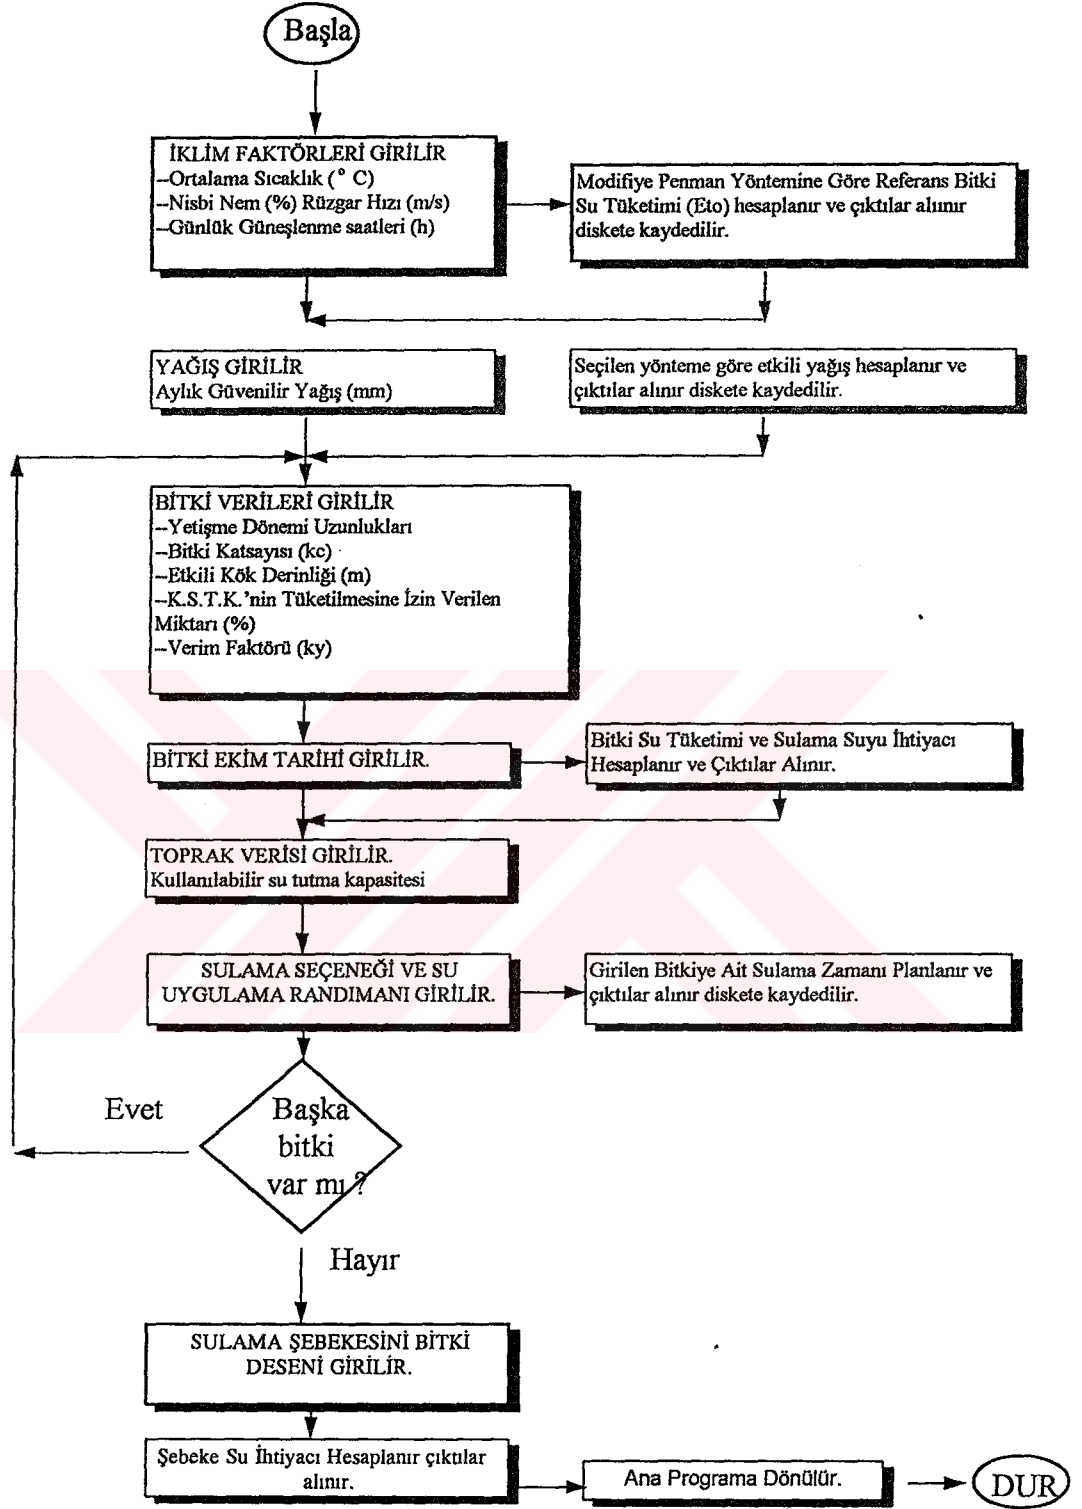 Başla
İKLİM FAKTÖRLERİ GİRİLİR
--Ortalama Sıcaklık (° C)
--Nisbi Nem (%) Rüzgar Hızı (m/s)
--Günlük Güneşlenme saatleri (h)
Modifiye Penman Yöntemine Göre Referans Bitki
Su Tüketimi (Eto) hesaplanır ve çıktılar alıınır
diskete kaydedilir.
YAĞIŞ GİRİLİR
Aylık Güvenilir Yağış (mm)
Seçilen yönteme göre etkili yağış hesaplanır ve
çıktılar alınır diskete kaydedilir.
BİTKİ VERİLERİ GİRİLİR
--Yetişme Dönemi Uzunlukları
--Bitki Katsayısı (kc)
--Etkili Kök Derinliği (m)
--K.S.T.K.'nin Tüketilmesine İzin Verilen
Miktarı (%)
--Verim Faktörü (ky)
BİTKİ EKİM TARİHİ GİRİLİR.
Bitki Su Tüketimi ve Sulama Suyu İhtiyacı
Hesaplanır ve Çıktılar Alınır.
TOPRAK VERİSİ GİRİLİR.
Kullanılabilir su tutma kapasitesi
SULAMA SEÇENEĞİ VE SU
UYGULAMA RANDIMANI GİRİLİR.
Girilen Bitkiye Ait Sulama Zamanı Planlanır ve
çıktılar alınır diskete kaydedilir.
Evet
Başka
bitki
var mı ?
Hayır
SULAMA ŞEBEKESİNİ BİTKİ
DESENİ GİRİLİR.
Şebeke Su İhtiyacı Hesaplanır çıktılar
alınır.
Ana Programa Dönülür.
DUR